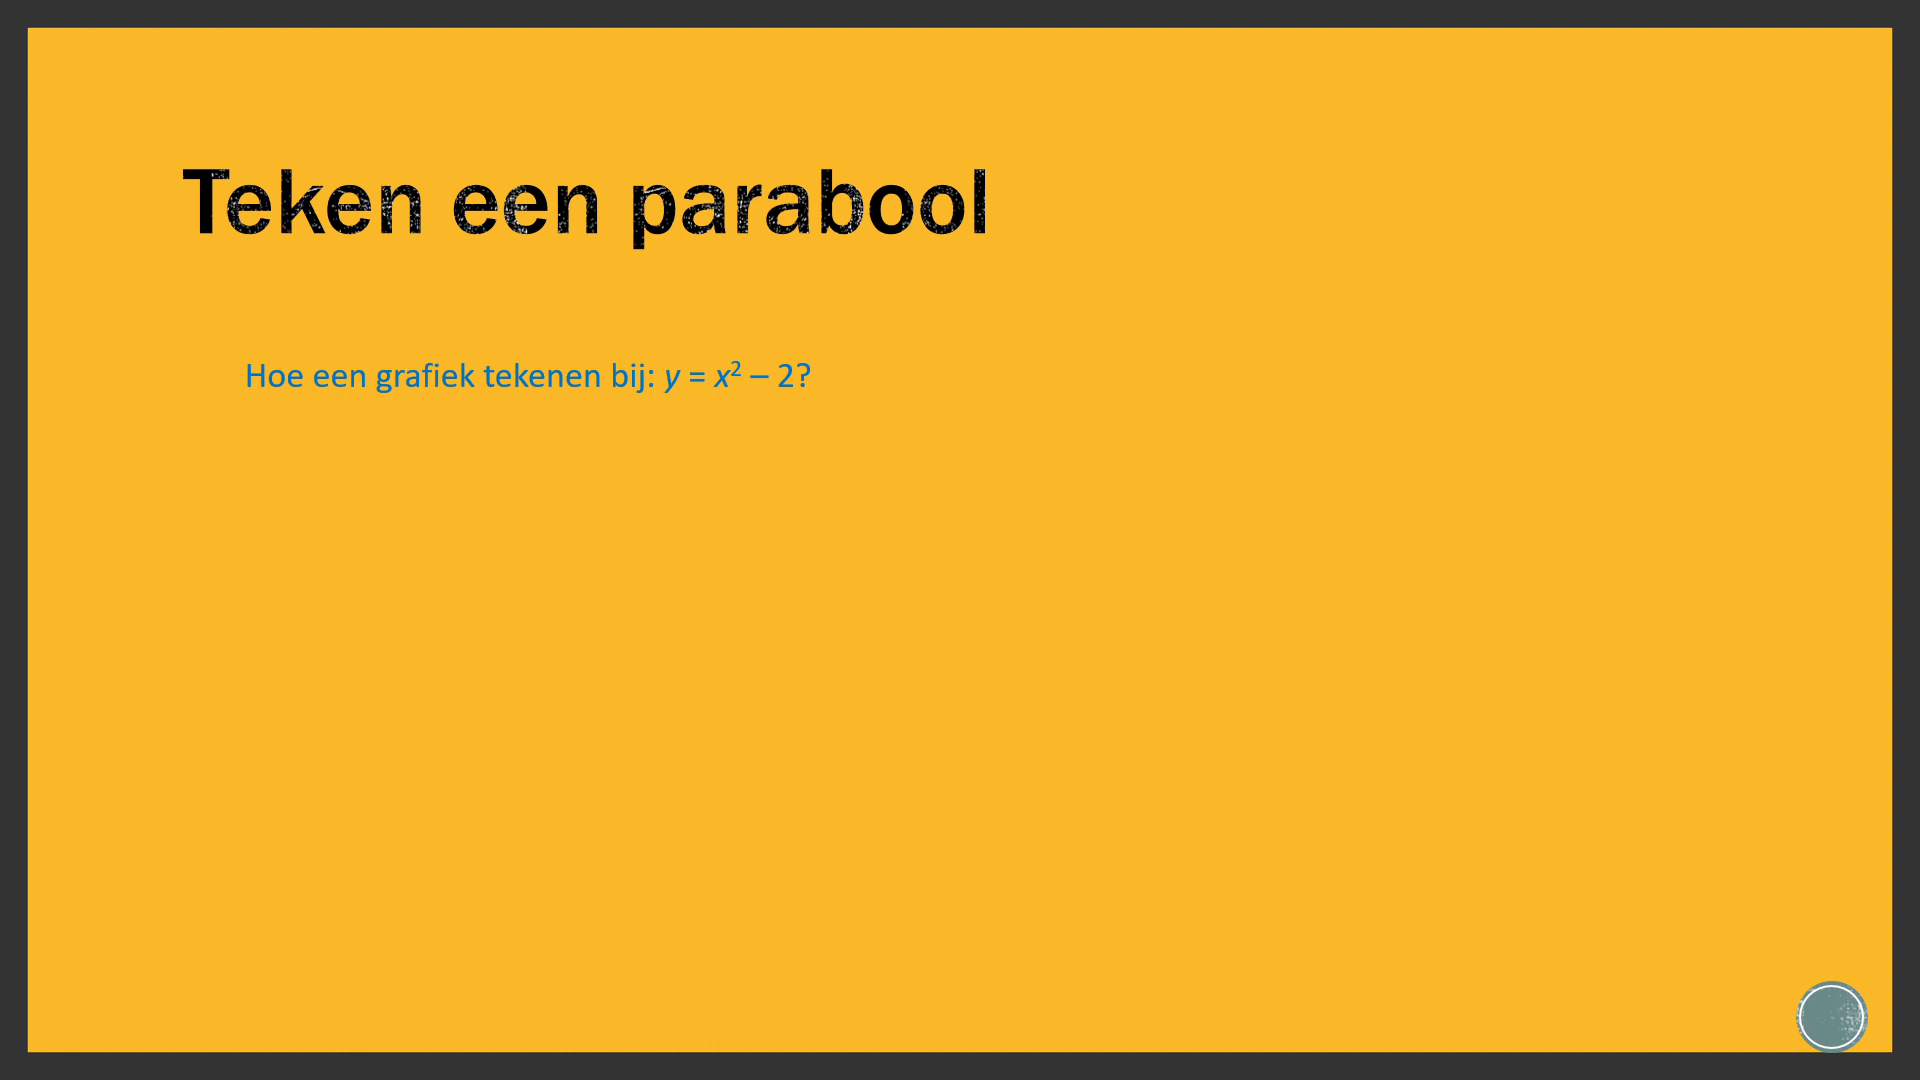 Teken een parabool
Hoe een grafiek tekenen bij: y = x² – 2?